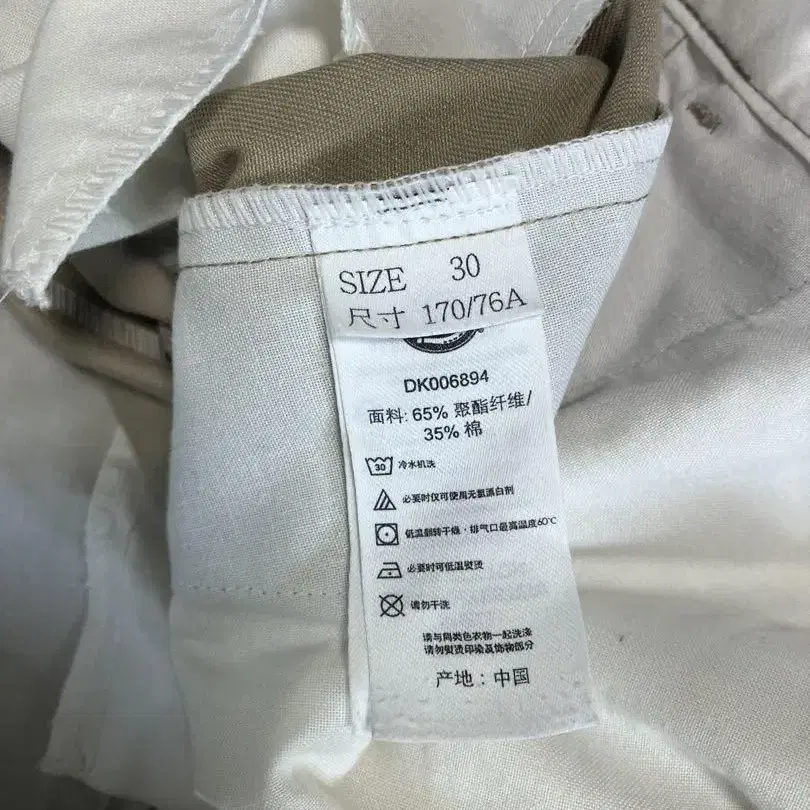 SIZE 30
尺寸 170/76A
DK006894
面料: 65% 聚酯纤维/
35% 棉
30 冷水机洗
必要时仅可使用无氯漂白剂
低温翻转干燥·排气口最高温度60℃
必要时可低温熨烫
请勿干洗
请与同类色衣物一起洗涤
请勿熨烫印染及饰物部分
产地：中国